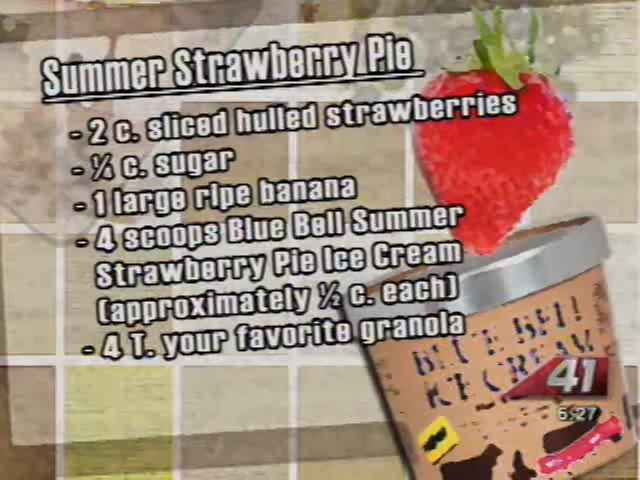 Summer Strawberry Pie
- 2 c. sliced hulled strawberries
- ¼ c. sugar
- 1 large ripe banana
- 4 scoops Blue Bell Summer
Strawberry Pie Ice Cream
(approximately ½ c. each)
- 4 T. your favorite granola
BLUE BELL
ICE CREAM
41
6:27